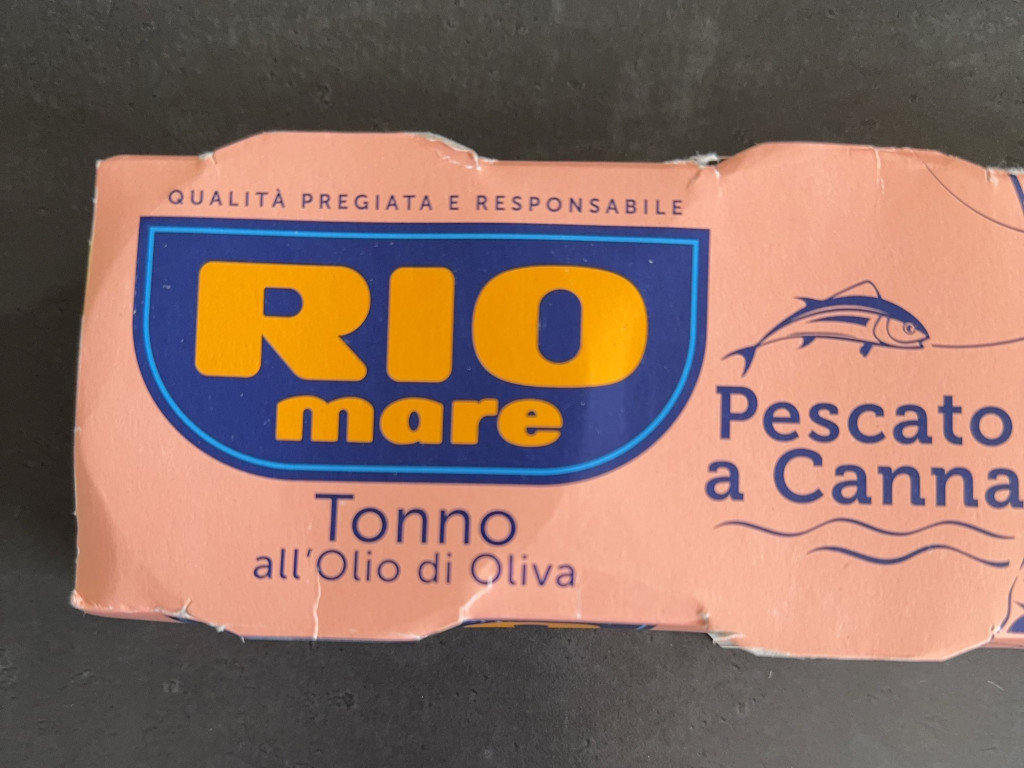 QUALITÀ PREGIATA E RESPONSABILE
RIO
mare
Tonno
all'Olio di Oliva
Pescato
a Canna